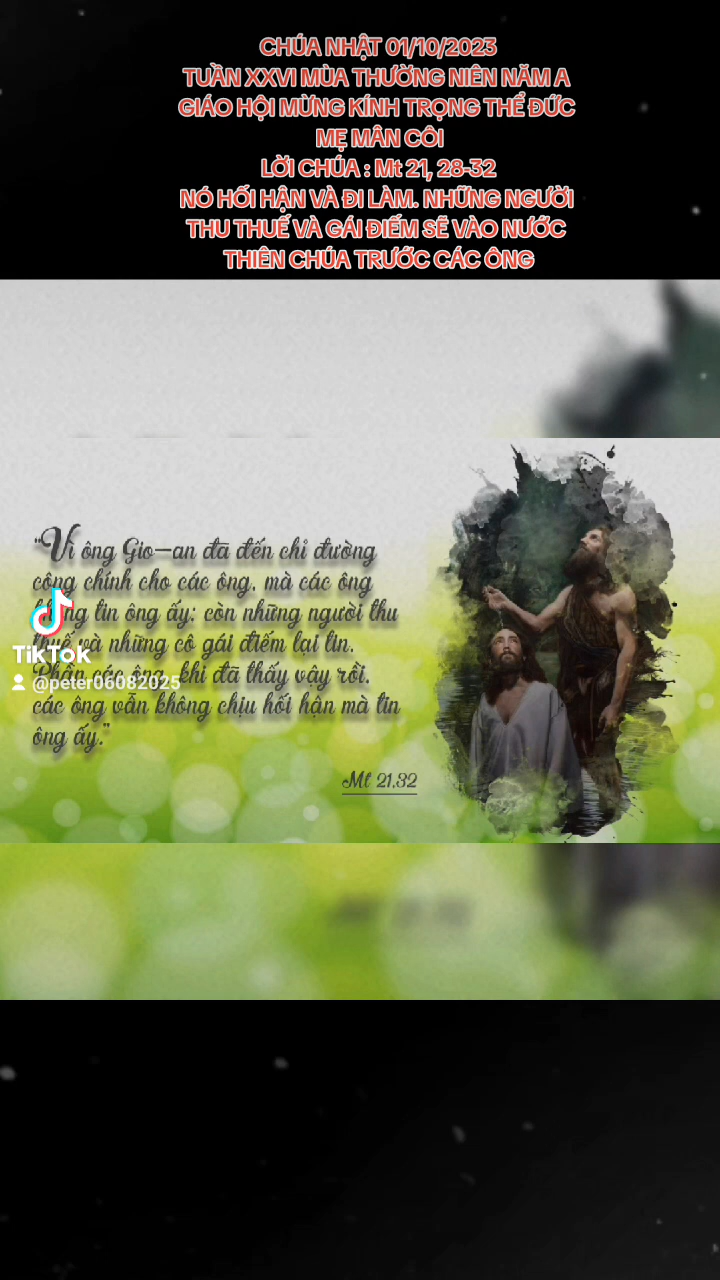 CHÚA NHẬT 01/10/2023
TUẦN XXVI MÙA THƯỜNG NIÊN NĂM A
GIÁO HỘI MỪNG KÍNH TRỌNG THỂ ĐỨC
MẸ MÂN CÔI
LỜI CHÚA : Mt 21, 28-32
NÓ HỐI HẬN VÀ ĐI LÀM. NHỮNG NGƯỜI
THU THUẾ VÀ GÁI ĐIẾM SẼ VÀO NƯỚC
THIÊN CHÚA TRƯỚC CÁC ÔNG
"Vì ông Gio-an đã đến chỉ đường
công chính cho các ông, mà các ông
không tin ông ấy; còn những người thu
thuế và những cô gái điếm lại tin.
Phần các ông, khi đã thấy vậy rồi,
các ông vẫn không chịu hối hận mà tin
ông ấy."
Mt 21,32
TikTok
@peter06082025